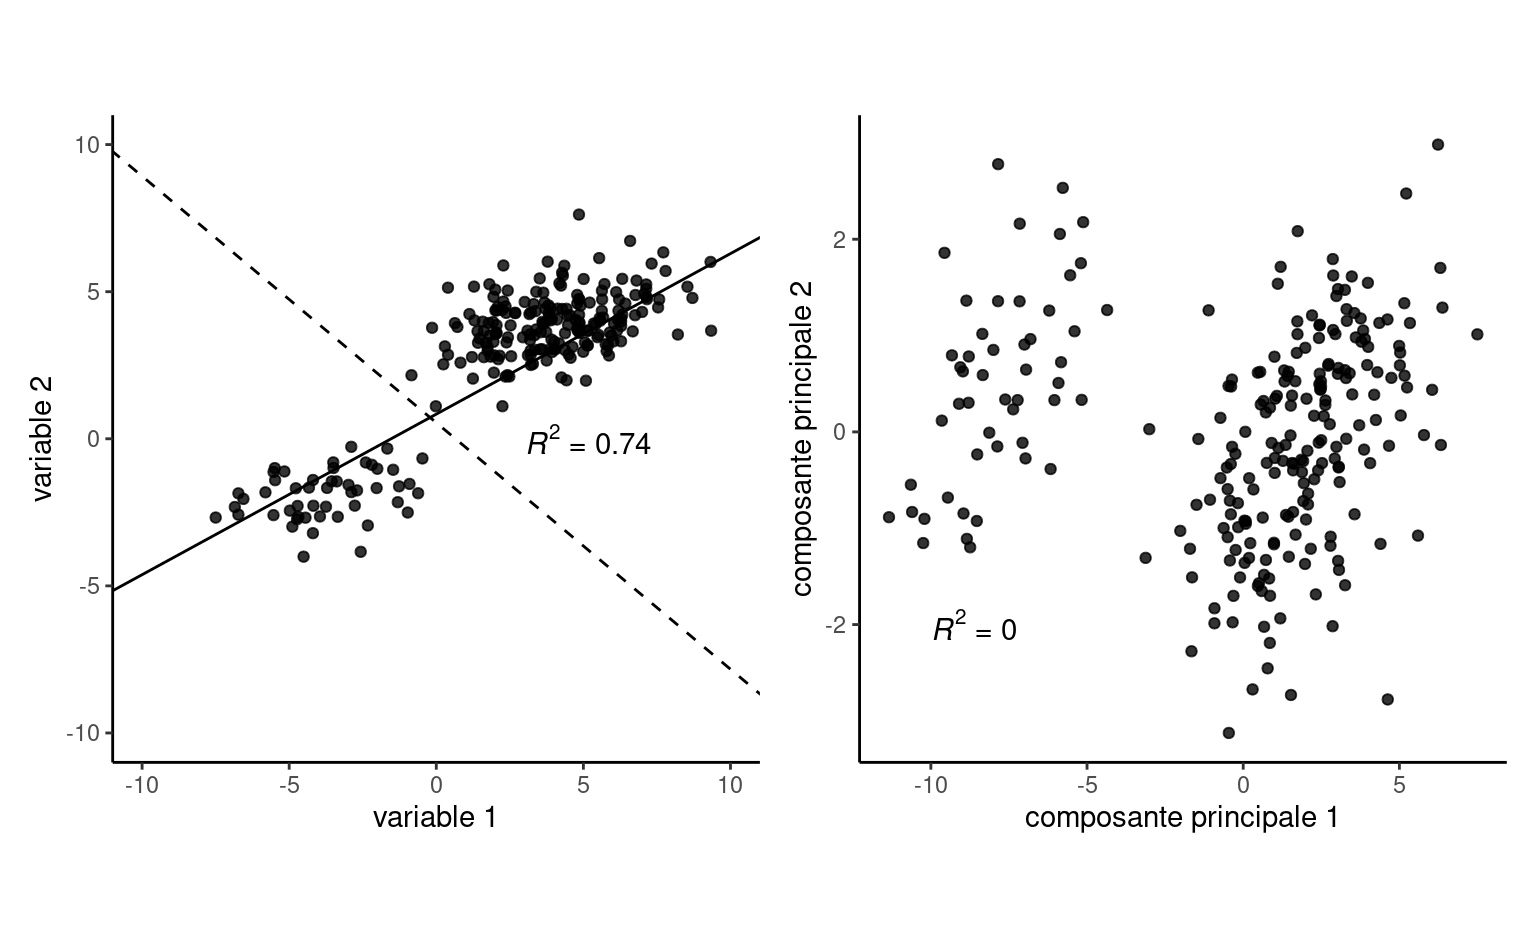 10
5
0
-5
-10
variable 2
R² = 0.74
-10
-5
0
5
10
variable 1
2
0
-2
composante principale 2
R² = 0
-10
-5
0
5
composante principale 1